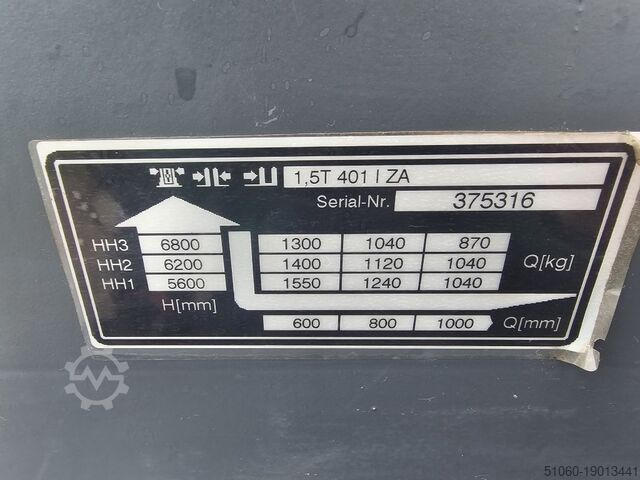 1,5T 401 I ZA
Serial-Nr. 375316
HH3 6800 1300 1040 870
HH2 6200 1400 1120 1040 Q[kg]
HH1 5600 1550 1240 1040
H[mm]
600 800 1000 Q[mm]
51060-19013441